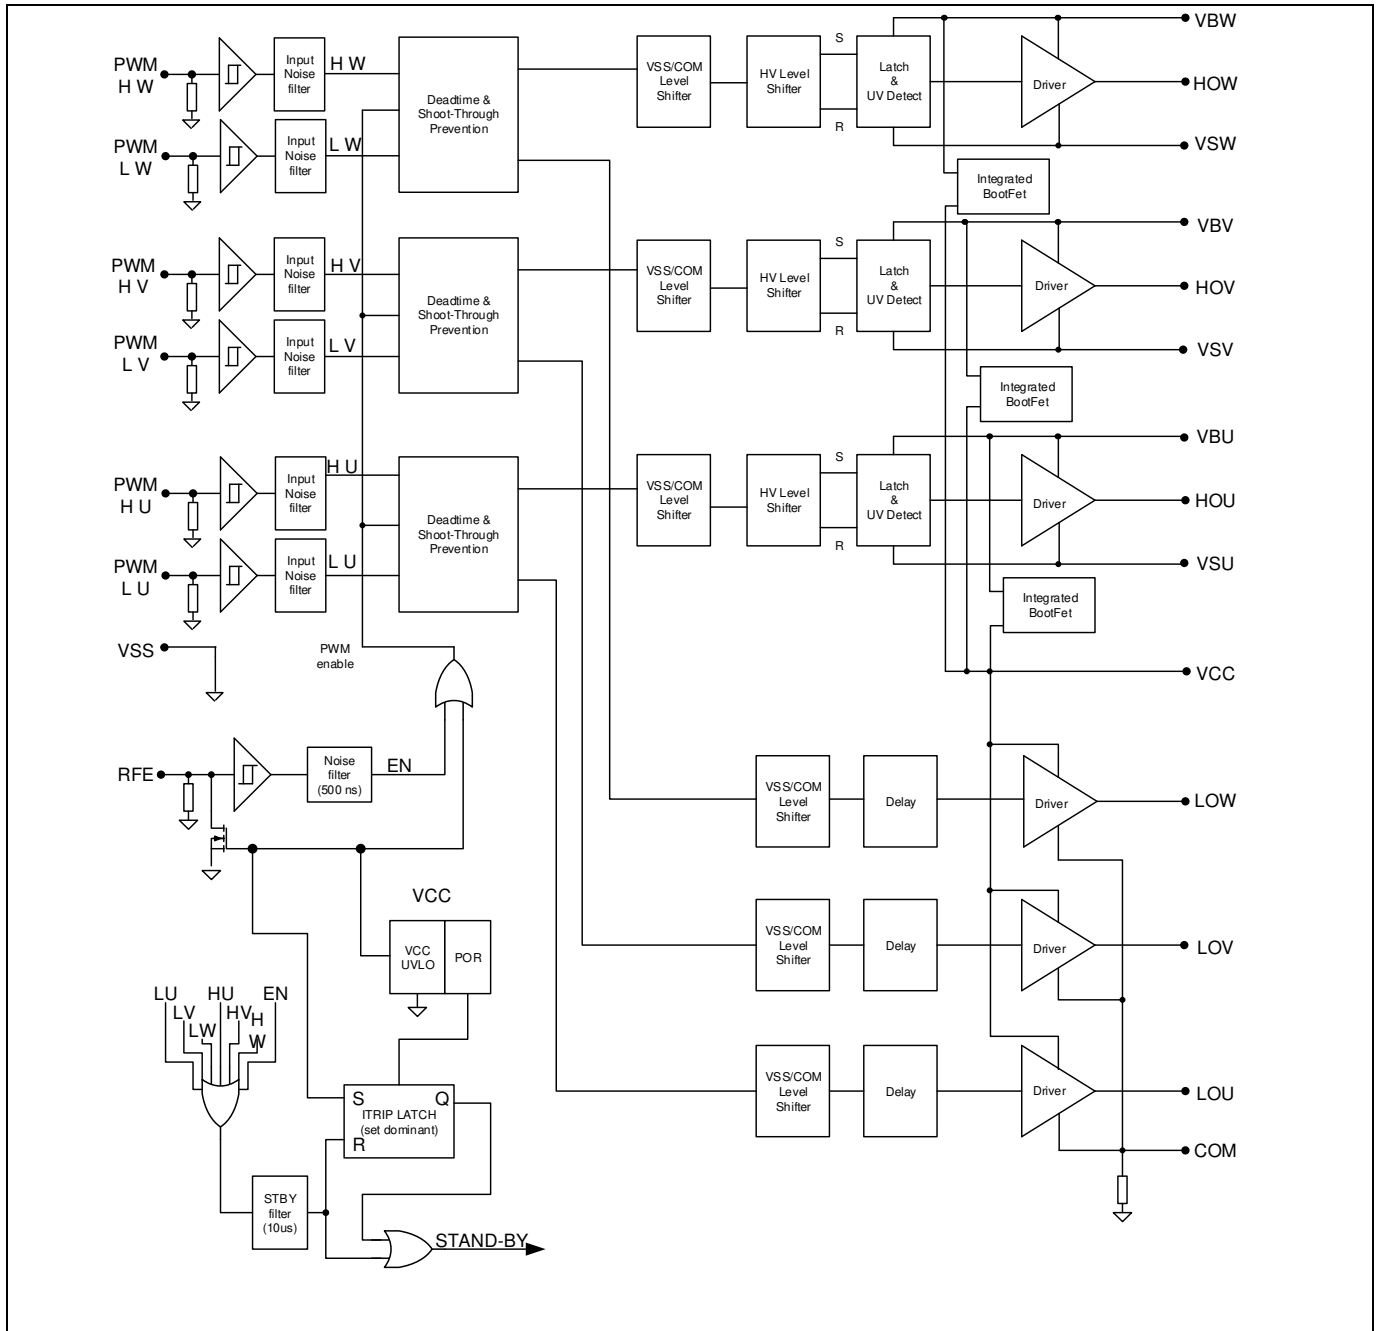 PWM
H W
Input
Noise
filter
H W
PWM
L W
Input
Noise
filter
L W
Deadtime &
Shoot-Through
Prevention
VSS/COM
Level
Shifter
HV Level
Shifter
S
R
Latch
&
UV Detect
Driver
VBW
HOW
VSW
Integrated
BootFet
PWM
H V
Input
Noise
filter
H V
PWM
L V
Input
Noise
filter
L V
Deadtime &
Shoot-Through
Prevention
VSS/COM
Level
Shifter
HV Level
Shifter
S
R
Latch
&
UV Detect
Driver
VBV
HOV
VSV
Integrated
BootFet
PWM
H U
Input
Noise
filter
H U
PWM
L U
Input
Noise
filter
L U
Deadtime &
Shoot-Through
Prevention
VSS/COM
Level
Shifter
HV Level
Shifter
S
R
Latch
&
UV Detect
Driver
VBU
HOU
VSU
Integrated
BootFet
VSS
PWM
enable
VCC
RFE
Noise
filter
(500 ns)
EN
VSS/COM
Level
Shifter
Delay
Driver
LOW
VCC
VCC
UVLO
POR
VSS/COM
Level
Shifter
Delay
Driver
LOV
LU
LV
LW
HU
HV
H
W
EN
S
Q
ITRIP LATCH
(set dominant)
R
VSS/COM
Level
Shifter
Delay
Driver
LOU
COM
STBY
filter
(10us)
STAND-BY